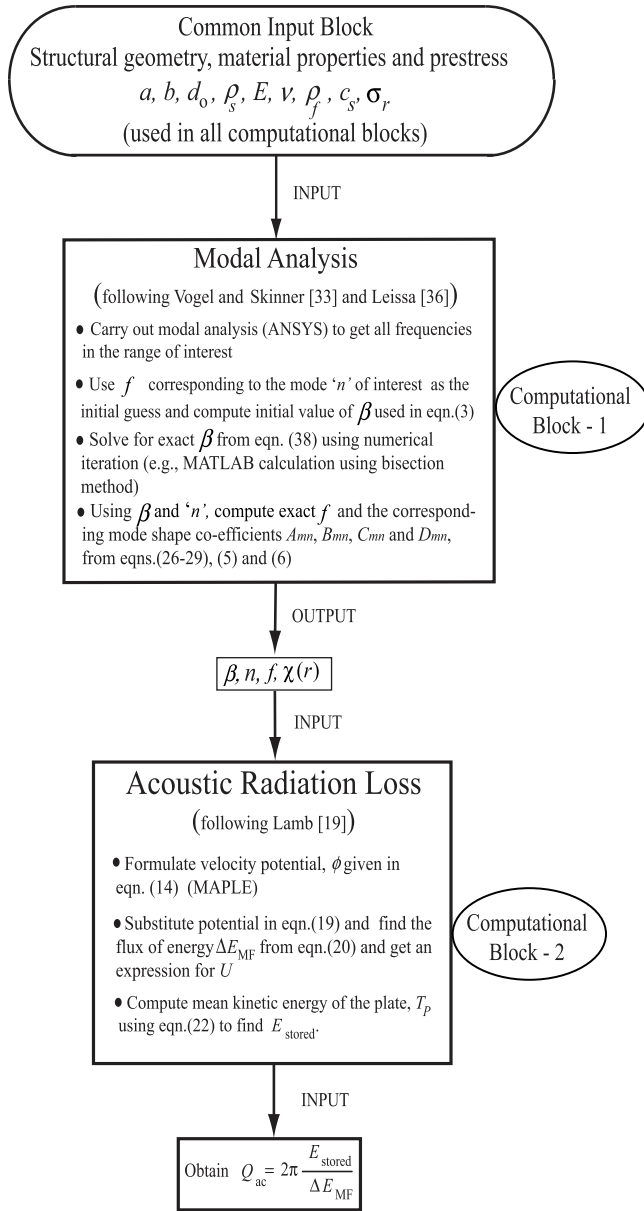 Common Input Block
Structural geometry, material properties and prestress
a, b, d₀, ρₛ, E, ν, ρ_f, cₛ, σᵣ
(used in all computational blocks)
INPUT
Modal Analysis
(following Vogel and Skinner [33] and Leissa [36])
● Carry out modal analysis (ANSYS) to get all frequencies
in the range of interest
● Use f corresponding to the mode ‘n’ of interest as the
initial guess and compute initial value of β used in eqn.(3)
● Solve for exact β from eqn. (38) using numerical
iteration (e.g., MATLAB calculation using bisection
method)
● Using β and ‘n’, compute exact f and the correspond-
ing mode shape co-efficients Amn, Bmn, Cmn and Dmn,
from eqns.(26-29), (5) and (6)
Computational
Block - 1
OUTPUT
β, n, f, χ(r)
INPUT
Acoustic Radiation Loss
(following Lamb [19])
● Formulate velocity potential, ϕ given in
eqn. (14) (MAPLE)
● Substitute potential in eqn.(19) and find the
flux of energy ΔE_MF from eqn.(20) and get an
expression for U
● Compute mean kinetic energy of the plate, T_P
using eqn.(22) to find E_stored.
Computational
Block - 2
INPUT
Obtain Q_ac = 2π E_stored / ΔE_MF